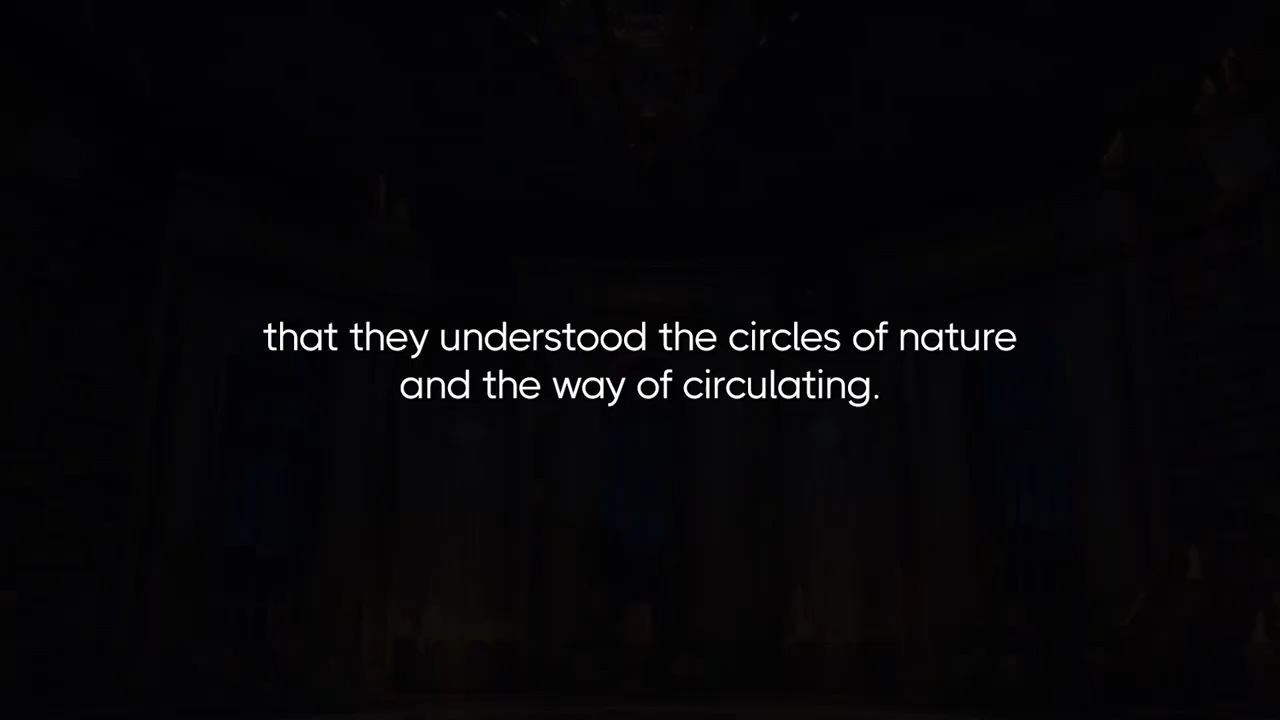 that they understood the circles of nature
and the way of circulating.